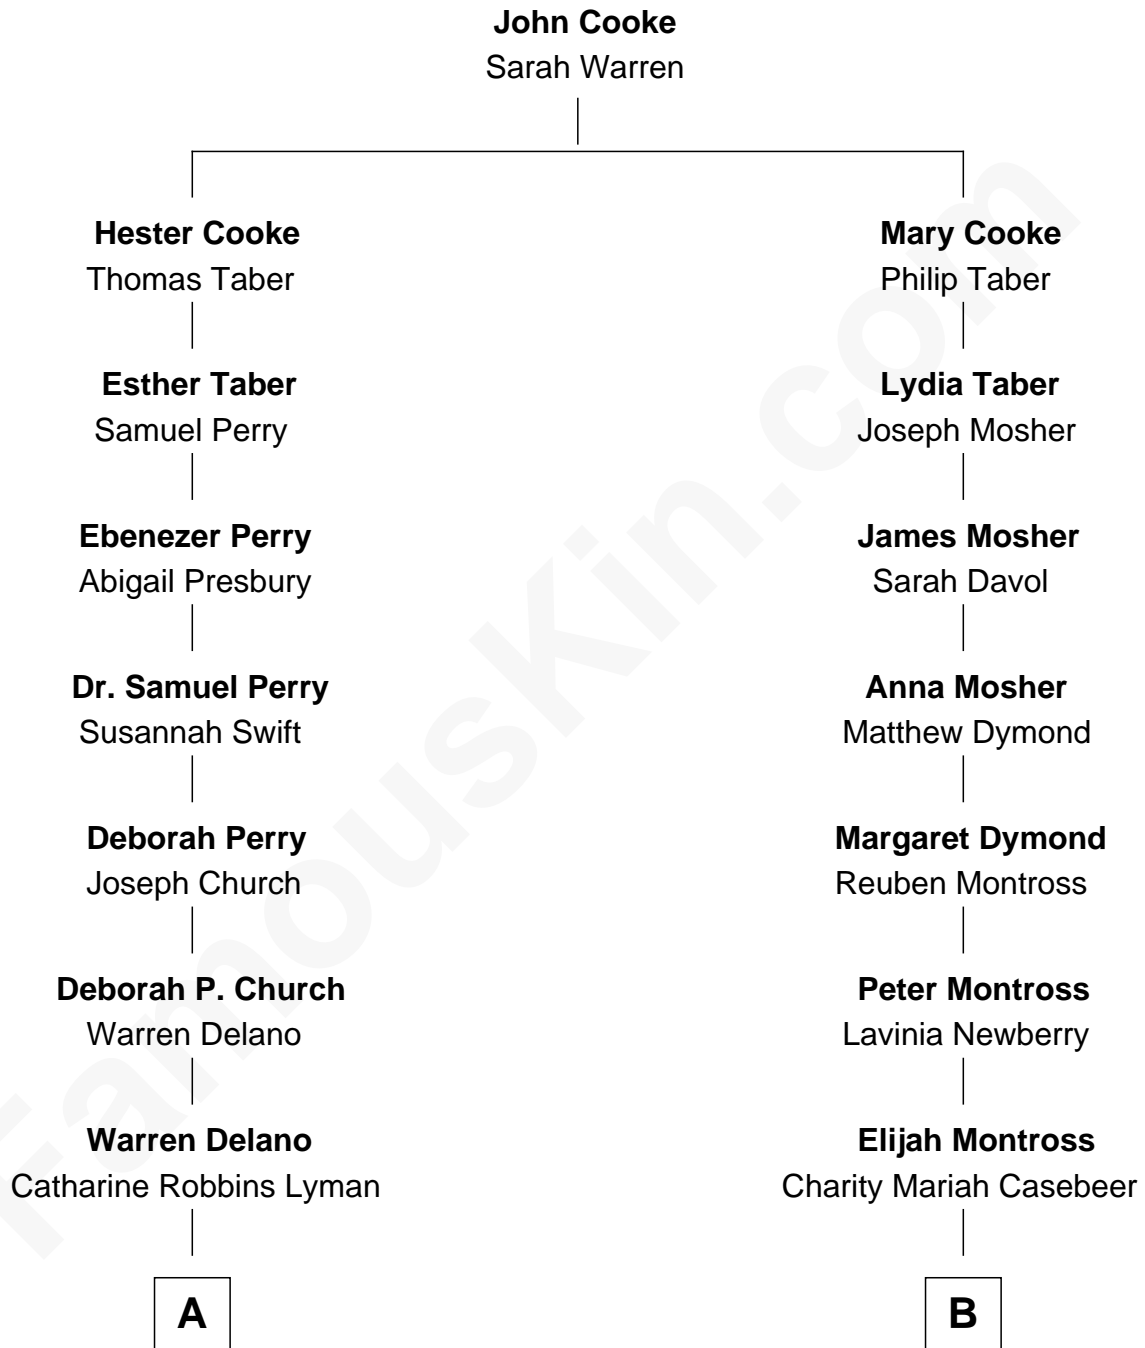 John Cooke
Sarah Warren
Hester Cooke
Thomas Taber
Mary Cooke
Philip Taber
Esther Taber
Samuel Perry
Lydia Taber
Joseph Mosher
Ebenezer Perry
Abigail Presbury
James Mosher
Sarah Davol
Dr. Samuel Perry
Susannah Swift
Anna Mosher
Matthew Dymond
Deborah Perry
Joseph Church
Margaret Dymond
Reuben Montross
Deborah P. Church
Warren Delano
Peter Montross
Lavinia Newberry
Warren Delano
Catharine Robbins Lyman
Elijah Montross
Charity Mariah Casebeer
A
B
FamousKin.com